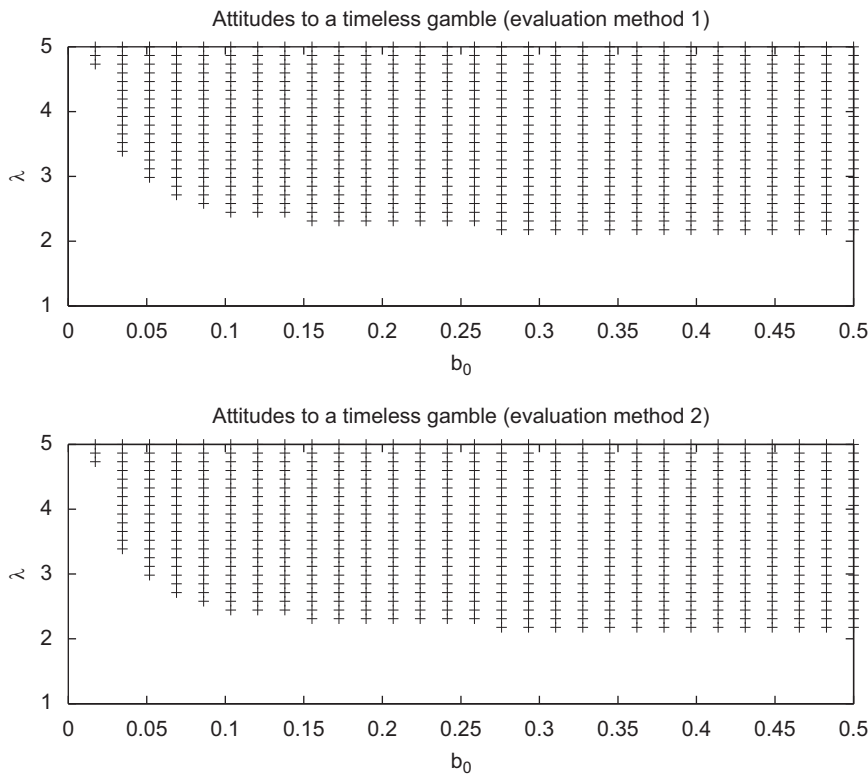 Attitudes to a timeless gamble (evaluation method 1)
5
4
3
λ
2
1
0 0.05 0.1 0.15 0.2 0.25 0.3 0.35 0.4 0.45 0.5
b₀
Attitudes to a timeless gamble (evaluation method 2)
5
4
3
λ
2
1
0 0.05 0.1 0.15 0.2 0.25 0.3 0.35 0.4 0.45 0.5
b₀